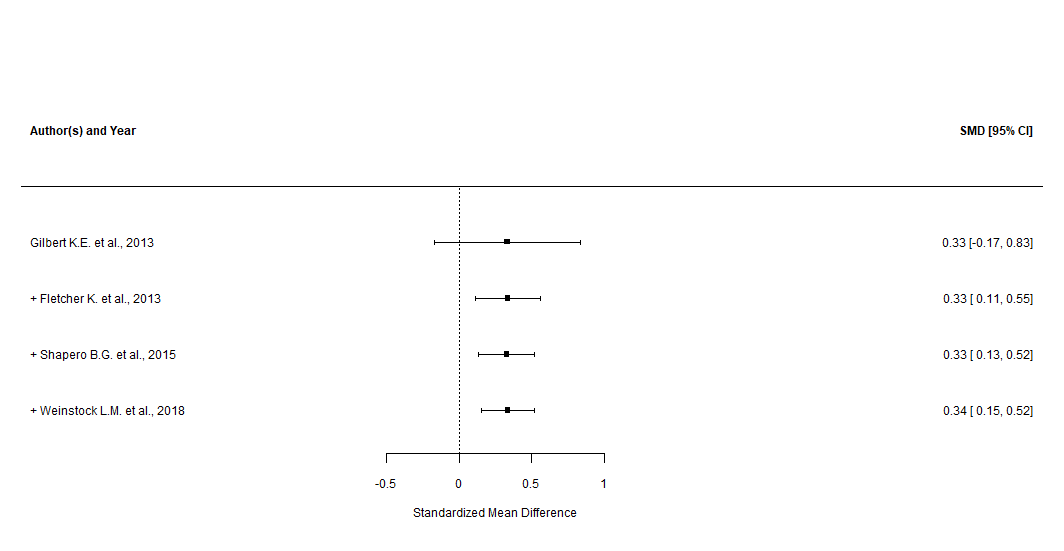 Author(s) and Year SMD [95% CI]
Gilbert K.E. et al., 2013 0.33 [-0.17, 0.83]
+ Fletcher K. et al., 2013 0.33 [ 0.11, 0.55]
+ Shapero B.G. et al., 2015 0.33 [ 0.13, 0.52]
+ Weinstock L.M. et al., 2018 0.34 [ 0.15, 0.52]
-0.5 0 0.5 1
Standardized Mean Difference